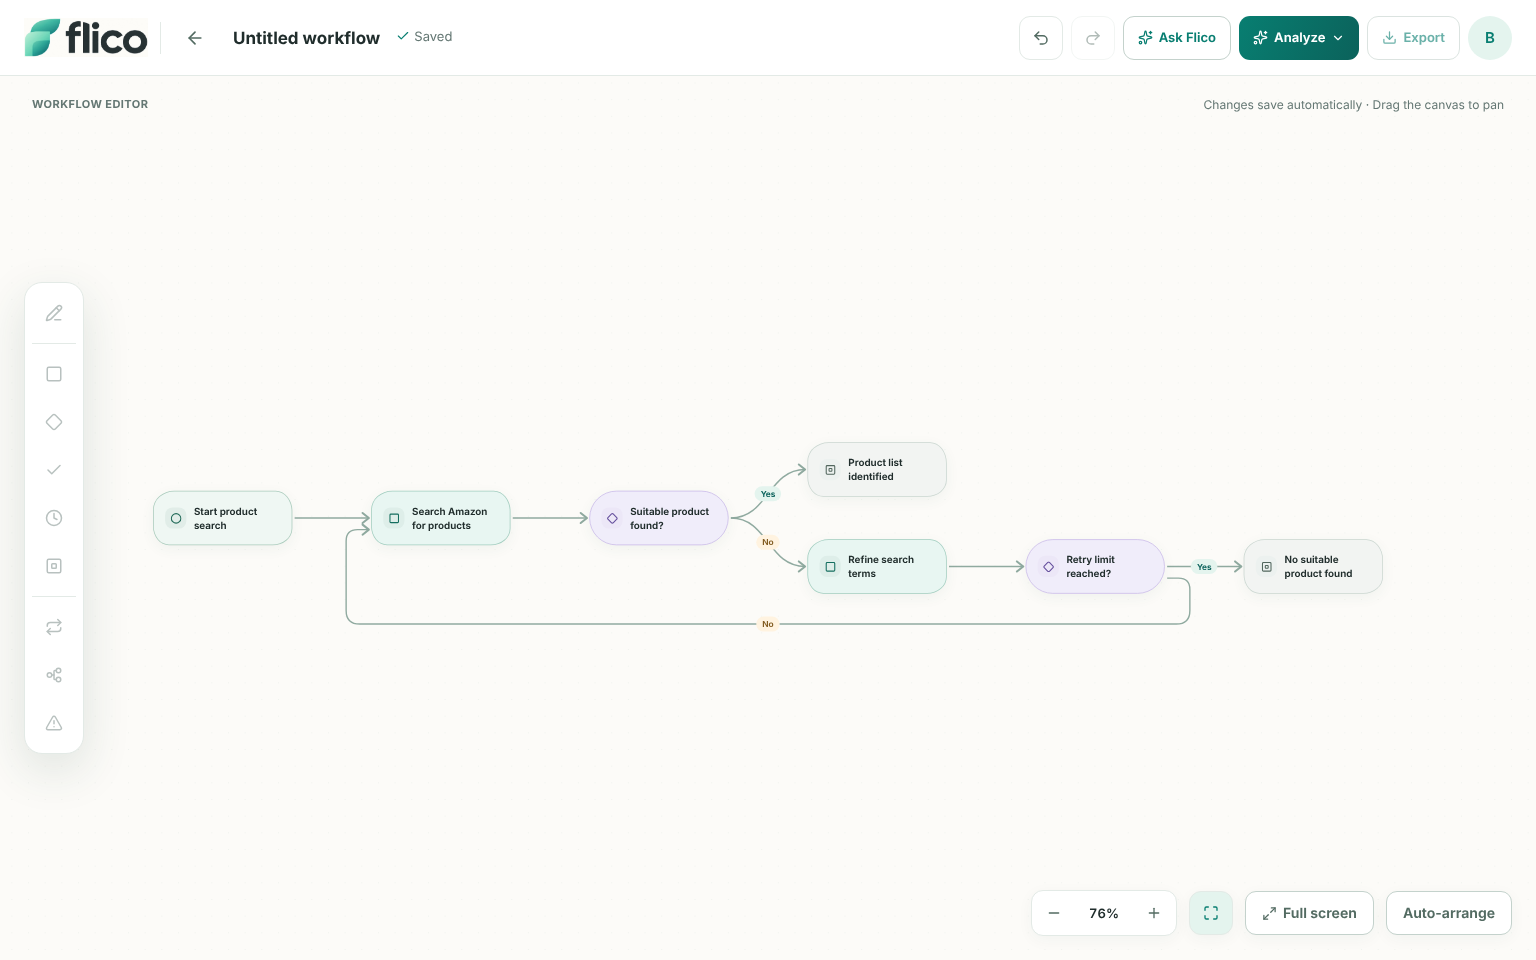 flico
Untitled workflow
Saved
Ask Flico
Analyze
Export
B
WORKFLOW EDITOR
Changes save automatically · Drag the canvas to pan
Product list
identified
Yes
Start product
search
Search Amazon
for products
Suitable product
found?
No
Refine search
terms
Retry limit
reached?
Yes
No suitable
product found
No
76%
Full screen
Auto-arrange